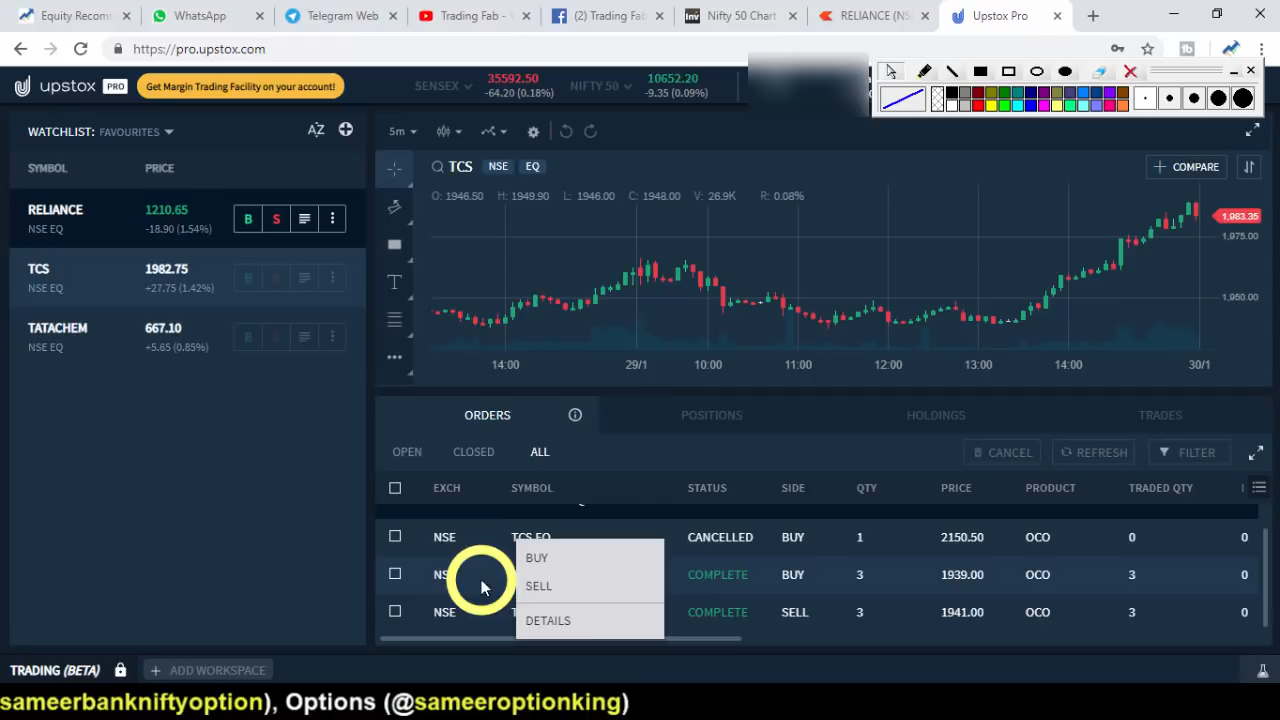 Equity Recomm
WhatsApp
Telegram Web
Trading Fab -
(2) Trading Fab
Nifty 50 Chart
RELIANCE (NS
Upstox Pro
https://pro.upstox.com
upstox PRO
Get Margin Trading Facility on your account!
SENSEX
35592.50
-64.20 (0.18%)
NIFTY 50
10652.20
-9.35 (0.09%)
WATCHLIST: FAVOURITES
SYMBOL PRICE
RELIANCE 1210.65
NSE EQ -18.90 (1.54%)
B S
TCS 1982.75
NSE EQ +27.75 (1.42%)
B S
TATACHEM 667.10
NSE EQ +5.65 (0.85%)
B S
5m
TCS NSE EQ
COMPARE
O: 1946.50 H: 1949.90 L: 1946.00 C: 1948.00 V: 26.9K R: 0.08%
1,983.35
1,975.00
1,950.00
14:00 29/1 10:00 11:00 12:00 13:00 14:00 30/1
ORDERS POSITIONS HOLDINGS TRADES
OPEN CLOSED ALL CANCEL REFRESH FILTER
EXCH SYMBOL STATUS SIDE QTY PRICE PRODUCT TRADED QTY
NSE TCS EQ CANCELLED BUY 1 2150.50 OCO 0
COMPLETE BUY 3 1939.00 OCO 3 0
NSE COMPLETE SELL 3 1941.00 OCO 3 0
BUY
SELL
DETAILS
TRADING (BETA) + ADD WORKSPACE
sameerbankniftyoption), Options (@sameeroptionking)